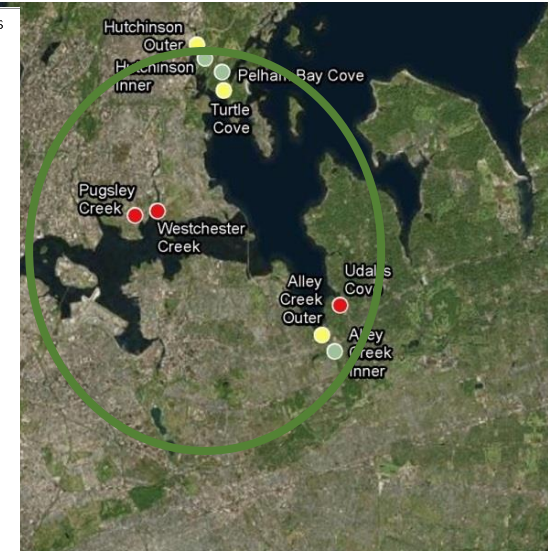 s
Hutchinson
Outer
Hutchinson
Inner
Pelham Bay Cove
Turtle
Cove
Pugsley
Creek
Westchester
Creek
Alley
Creek
Outer
Udalls
Cove
Alley
Creek
Inner